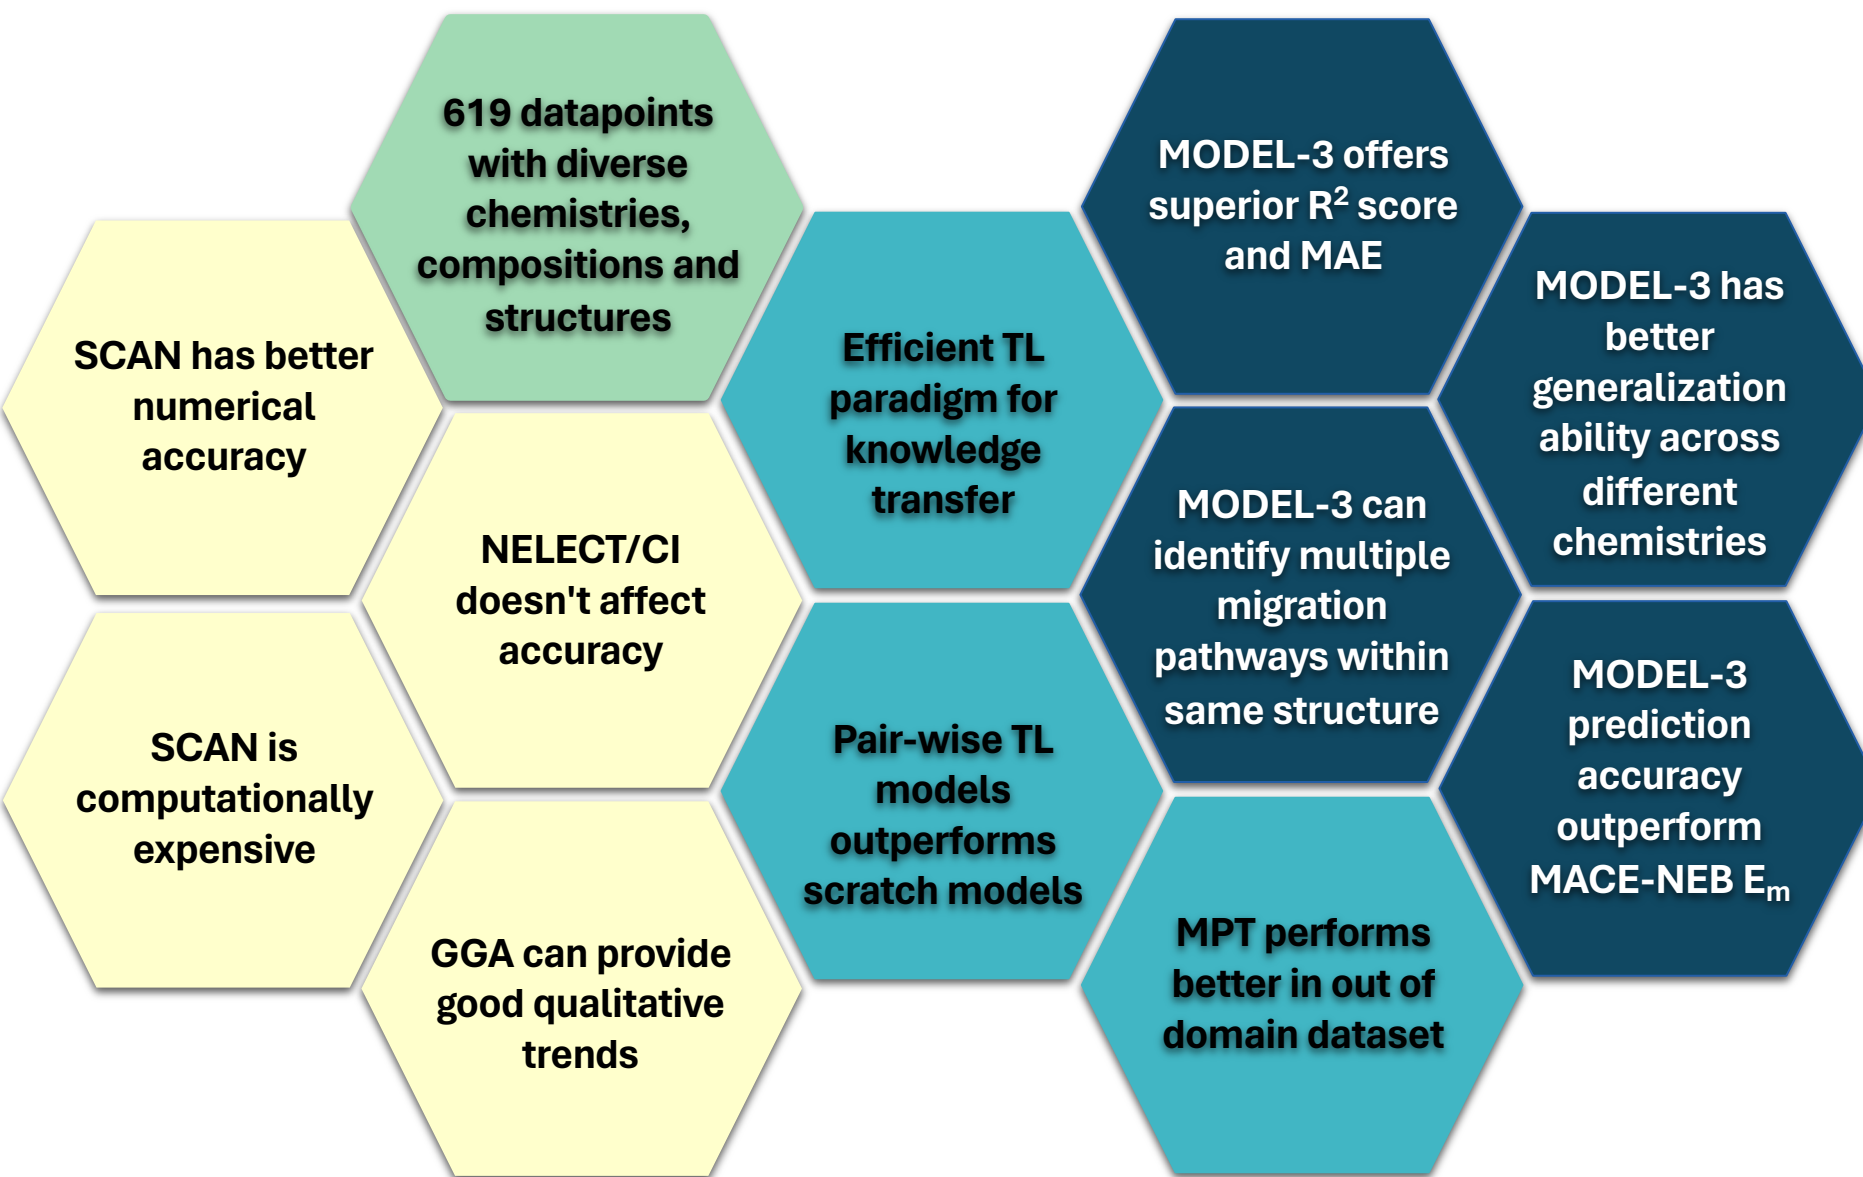 619 datapoints
with diverse
chemistries,
compositions and
structures
SCAN has better
numerical
accuracy
NELECT/CI
doesn't affect
accuracy
SCAN is
computationally
expensive
GGA can provide
good qualitative
trends
Efficient TL
paradigm for
knowledge
transfer
Pair-wise TL
models
outperforms
scratch models
MPT performs
better in out of
domain dataset
MODEL-3 offers
superior R² score
and MAE
MODEL-3 can
identify multiple
migration
pathways within
same structure
MODEL-3 has
better
generalization
ability across
different
chemistries
MODEL-3
prediction
accuracy
outperform
MACE-NEB Eₘ